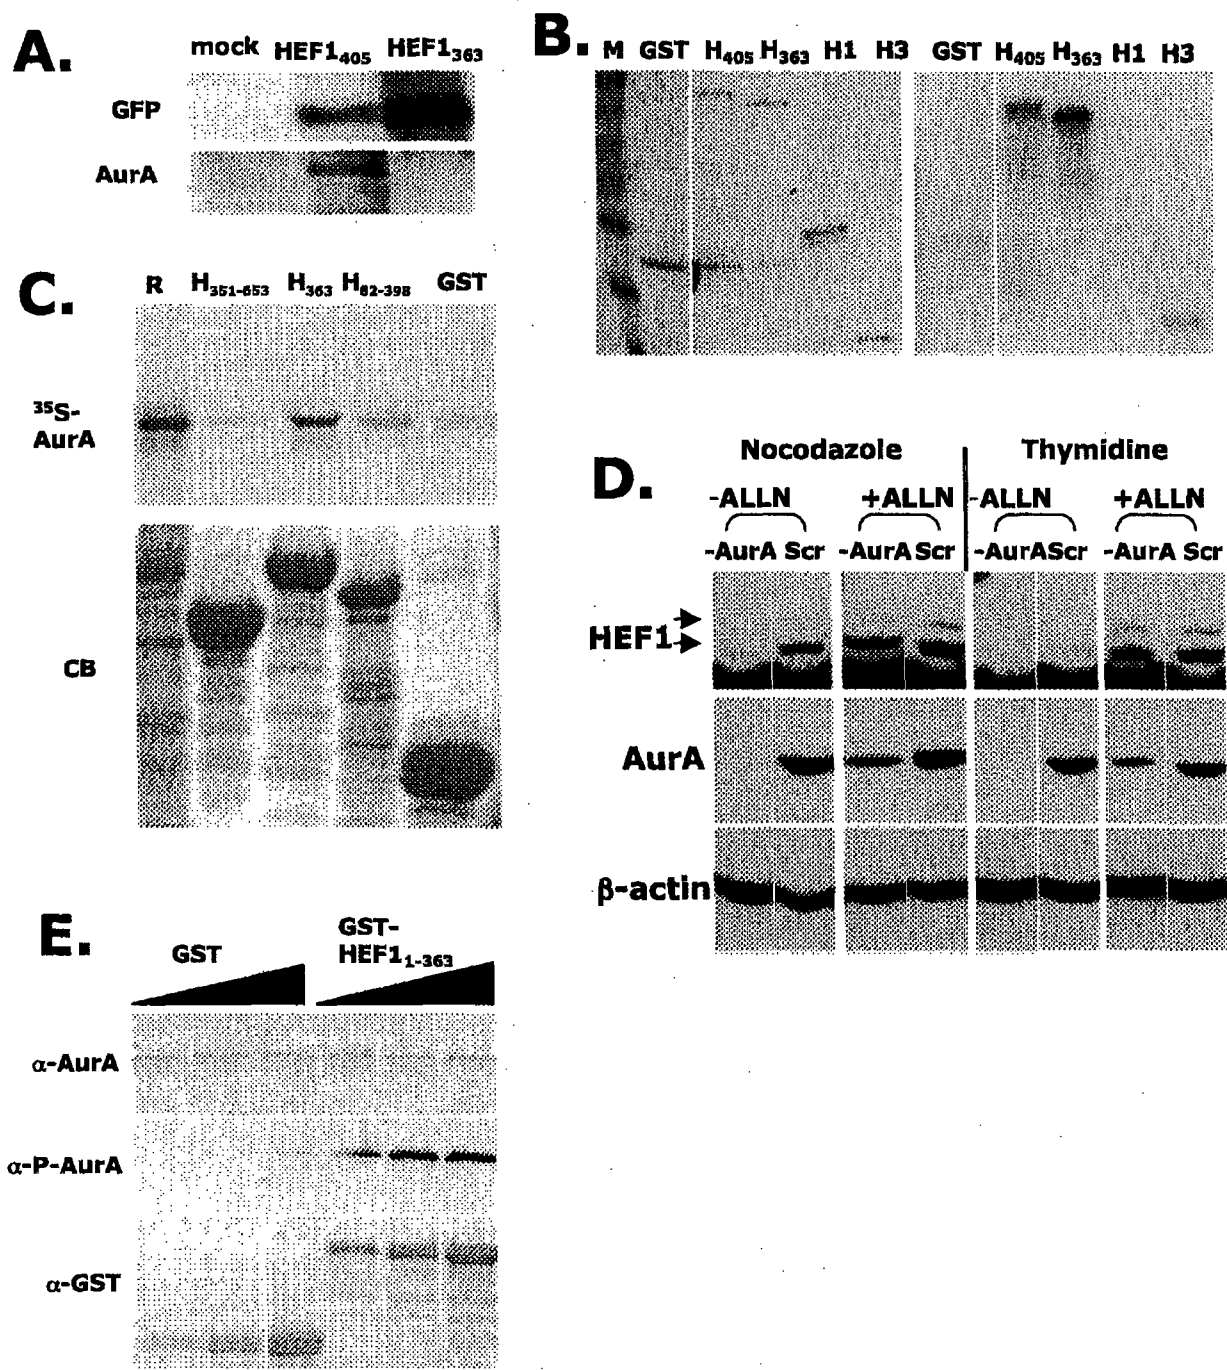 A.
mock HEF1405 HEF1363
GFP
AurA
B.
M GST H405 H363 H1 H3 GST H405 H363 H1 H3
C.
R H351-653 H363 H62-398 GST
35S-
AurA
CB
D.
Nocodazole Thymidine
-ALLN +ALLN -ALLN +ALLN
-AurA Scr -AurA Scr -AurA Scr -AurA Scr
HEF1
AurA
β-actin
E.
GST GST-
HEF11-363
α-AurA
α-P-AurA
α-GST